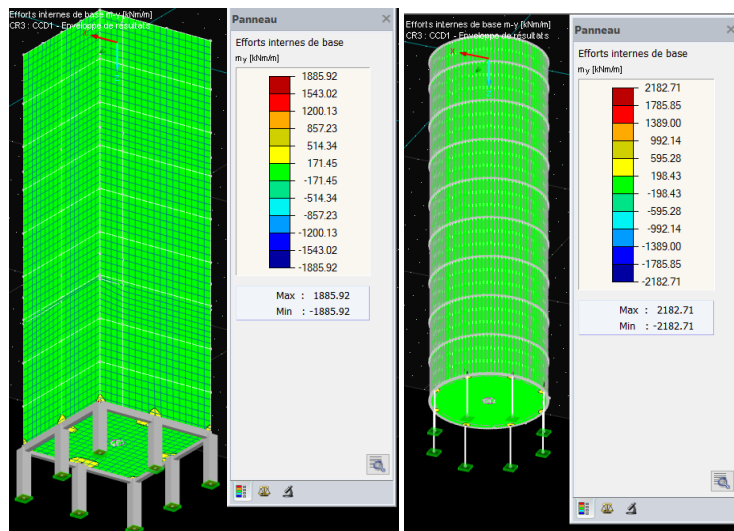 Efforts internes de base m-y [kNm/m]
CR3: CCD1 - Enveloppe de résultats
Panneau
Efforts internes de base
my [kNm/m]
1885.92
1543.02
1200.13
857.23
514.34
171.45
-171.45
-514.34
-857.23
-1200.13
-1543.02
-1885.92
Max : 1885.92
Min : -1885.92
Efforts internes de base m-y [kNm/m]
CR3: CCD1 - Enveloppe de résultats
X
Panneau
Efforts internes de base
my [kNm/m]
2182.71
1785.85
1389.00
992.14
595.28
198.43
-198.43
-595.28
-992.14
-1389.00
-1785.85
-2182.71
Max : 2182.71
Min : -2182.71